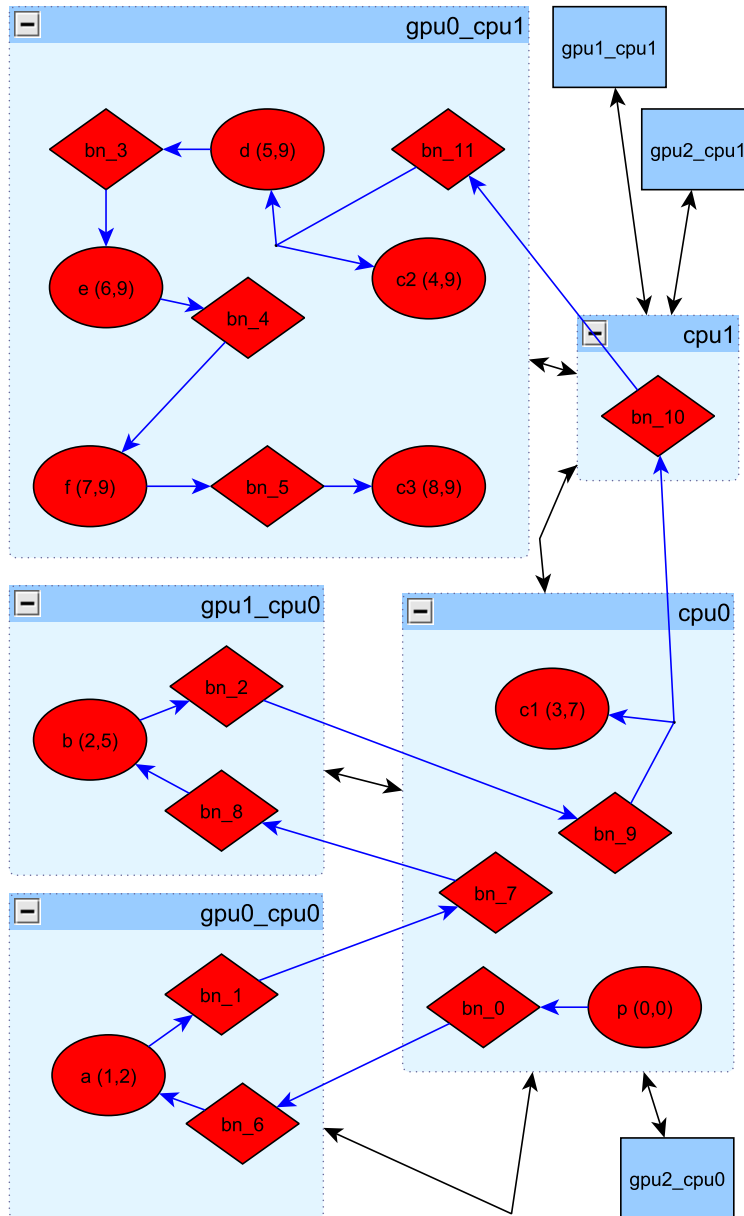 gpu0_cpu1
gpu1_cpu1
bn_3
d (5,9)
bn_11
gpu2_cpu1
e (6,9)
c2 (4,9)
bn_4
cpu1
bn_10
f (7,9)
bn_5
c3 (8,9)
gpu1_cpu0
cpu0
bn_2
c1 (3,7)
b (2,5)
bn_8
bn_9
bn_7
gpu0_cpu0
bn_1
bn_0
p (0,0)
a (1,2)
bn_6
gpu2_cpu0